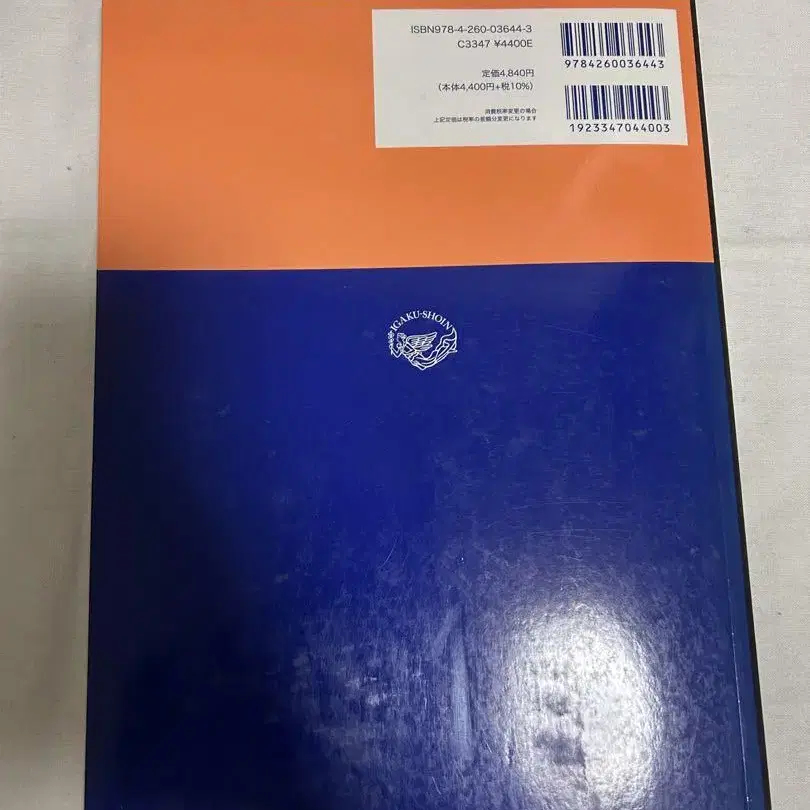 ISBN978-4-260-03644-3
C3347 ¥4400E
9784260036443
定価4,840円
(本体4,400円+税10%)
消費税率変更の場合
上記定価は税率の差額分変更になります
1923347044003
IGAKU-SHOIN